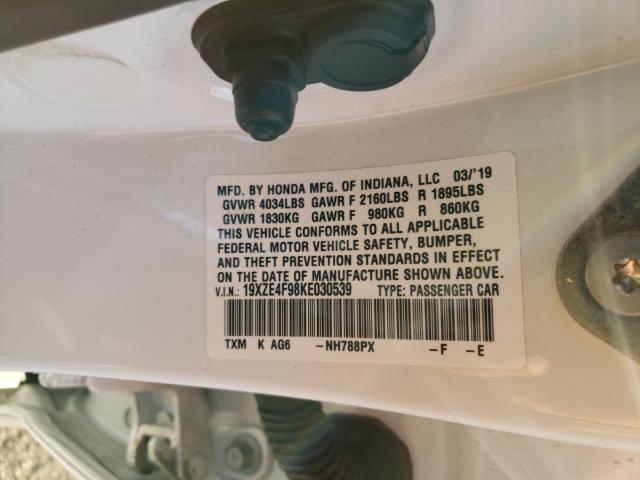 MFD. BY HONDA MFG. OF INDIANA, LLC 03/'19
GVWR 4034LBS GAWR F 2160LBS R 1895LBS
GVWR 1830KG GAWR F 980KG R 860KG
THIS VEHICLE CONFORMS TO ALL APPLICABLE
FEDERAL MOTOR VEHICLE SAFETY, BUMPER,
AND THEFT PREVENTION STANDARDS IN EFFECT
ON THE DATE OF MANUFACTURE SHOWN ABOVE.
V.I.N.: 19XZE4F98KE030539 TYPE: PASSENGER CAR
TXM K AG6 -NH788PX -F -E